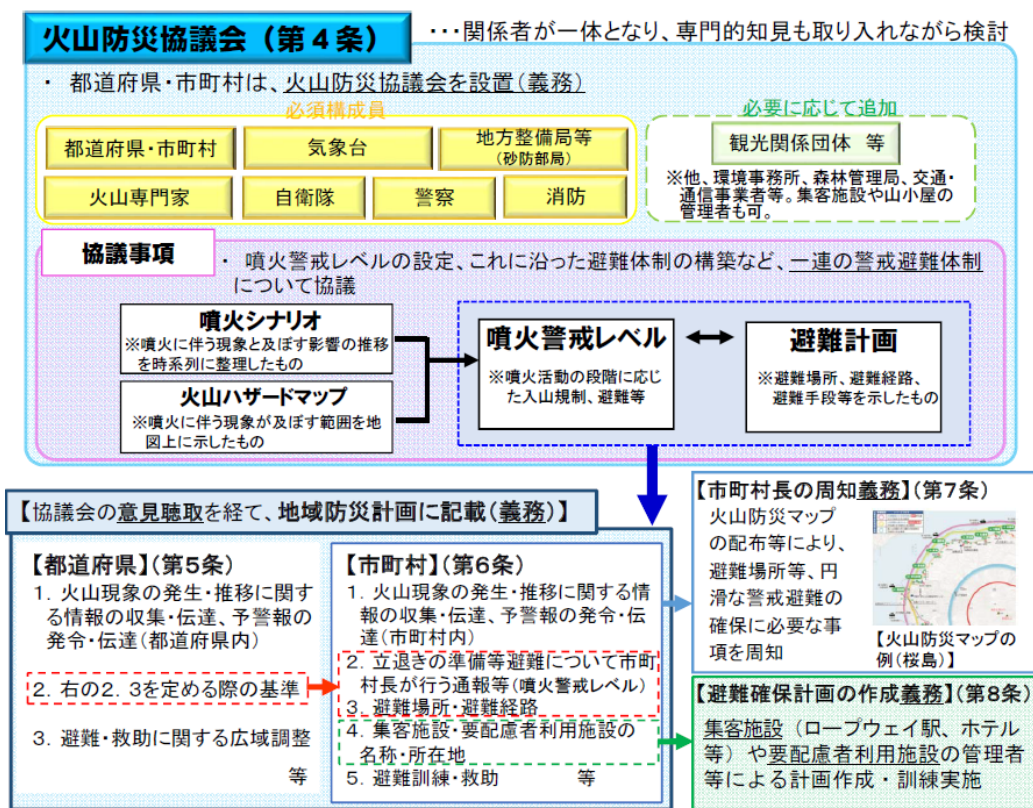 火山防災協議会（第４条）
･･･関係者が一体となり、専門的知見も取り入れながら検討
・ 都道府県・市町村は、火山防災協議会を設置（義務）
必須構成員
都道府県・市町村
気象台
地方整備局等
（砂防部局）
火山専門家
自衛隊
警察
消防
必要に応じて追加
観光関係団体 等
※他、環境事務所、森林管理局、交通・
通信事業者等。集客施設や山小屋の
管理者も可。
協議事項
・ 噴火警戒レベルの設定、これに沿った避難体制の構築など、一連の警戒避難体制
について協議
噴火シナリオ
※噴火に伴う現象と及ぼす影響の推移
を時系列に整理したもの
火山ハザードマップ
※噴火に伴う現象が及ぼす範囲を地
図上に示したもの
噴火警戒レベル
※噴火活動の段階に応じ
た入山規制、避難等
避難計画
※避難場所、避難経路、
避難手段等を示したもの
【協議会の意見聴取を経て、地域防災計画に記載（義務）】
【都道府県】（第５条）
１．火山現象の発生・推移に関す
る情報の収集・伝達、予警報の
発令・伝達（都道府県内）
２．右の２．３を定める際の基準
３．避難・救助に関する広域調整
等
【市町村】（第６条）
１．火山現象の発生・推移に関する情
報の収集・伝達、予警報の発令・伝
達（市町村内）
２．立退きの準備等避難について市町
村長が行う通報等（噴火警戒レベル）
３．避難場所・避難経路
４．集客施設・要配慮者利用施設の
名称・所在地
５．避難訓練・救助 等
【市町村長の周知義務】（第７条）
火山防災マップ
の配布等により、
避難場所等、円
滑な警戒避難の
確保に必要な事
項を周知
【火山防災マップの
例（桜島）】
【避難確保計画の作成義務】（第８条）
集客施設（ロープウェイ駅、ホテル
等）や要配慮者利用施設の管理者
等による計画作成・訓練実施